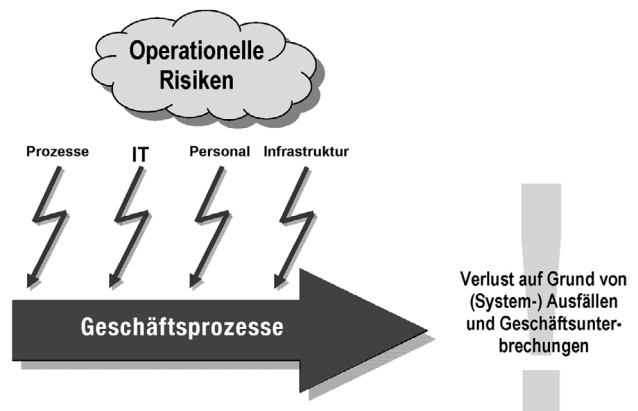 Operationelle
Risiken
Prozesse IT Personal Infrastruktur
Geschäftsprozesse
Verlust auf Grund von
(System-) Ausfällen
und Geschäftsunter-
brechungen